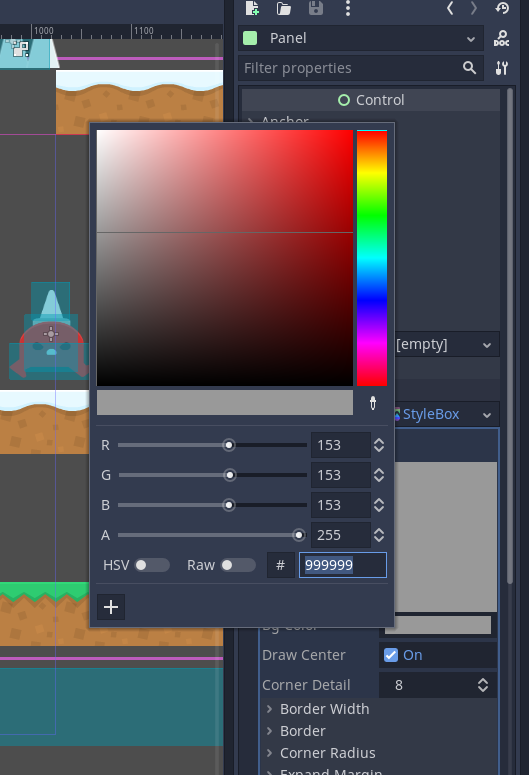 1000
1100
Panel
Filter properties
Control
Anchor
[empty]
StyleBox
R 153
G 153
B 153
A 255
HSV Raw # 999999
+
Bg Color
Draw Center On
Corner Detail 8
Border Width
Border
Corner Radius
Expand Margin